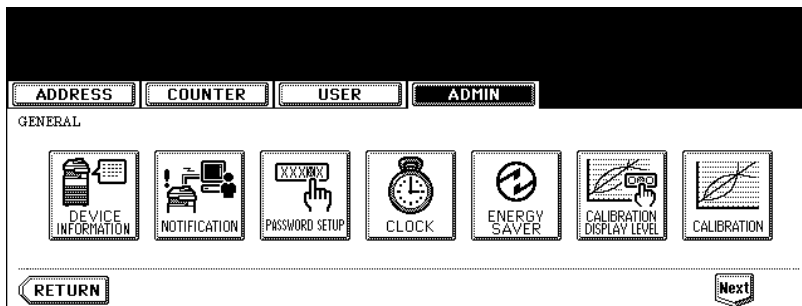 ADDRESS COUNTER USER ADMIN
GENERAL
DEVICE INFORMATION
NOTIFICATION
XXXXXX
PASSWORD SETUP
CLOCK
ENERGY SAVER
CALIBRATION DISPLAY LEVEL
CALIBRATION
RETURN
Next